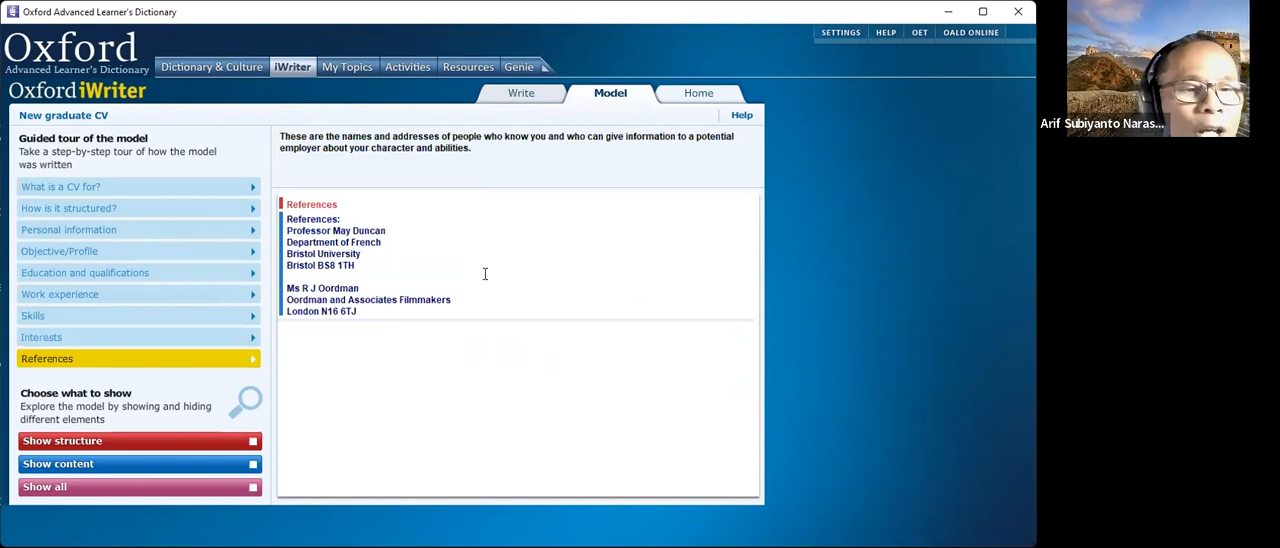 Oxford Advanced Learner's Dictionary
SETTINGS HELP OET OALD ONLINE
Oxford
Advanced Learner's Dictionary
Dictionary & Culture iWriter My Topics Activities Resources Genie
Oxford iWriter
Write Model Home
New graduate CV
Help
Guided tour of the model
Take a step-by-step tour of how the model
was written
What is a CV for?
How is it structured?
Personal information
Objective/Profile
Education and qualifications
Work experience
Skills
Interests
References
Choose what to show
Explore the model by showing and hiding
different elements
Show structure
Show content
Show all
These are the names and addresses of people who know you and who can give information to a potential
employer about your character and abilities.
References
References:
Professor May Duncan
Department of French
Bristol University
Bristol BS8 1TH
Ms R J Oordman
Oordman and Associates Filmmakers
London N16 6TJ
Arif Subiyanto Naras...